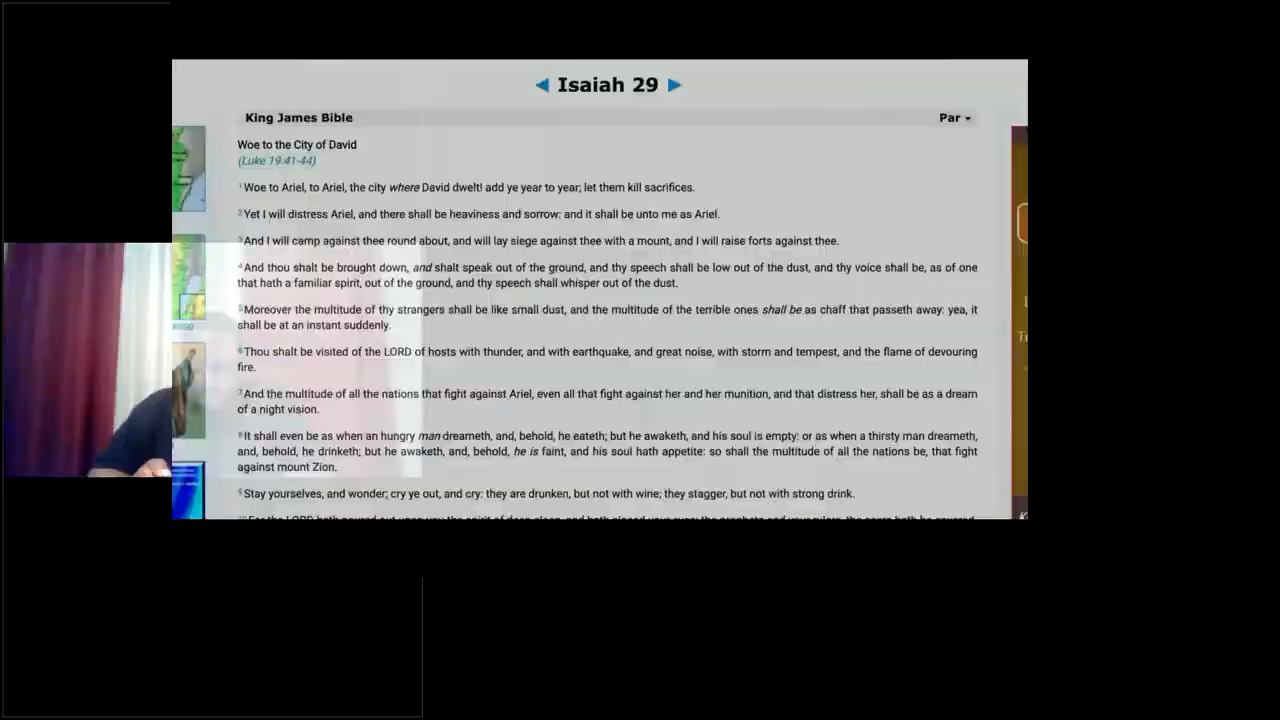 ◄ Isaiah 29 ►
King James Bible
Par
Woe to the City of David
(Luke 19:41-44)
1 Woe to Ariel, to Ariel, the city where David dwelt! add ye year to year; let them kill sacrifices.
2 Yet I will distress Ariel, and there shall be heaviness and sorrow: and it shall be unto me as Ariel.
3 And I will camp against thee round about, and will lay siege against thee with a mount, and I will raise forts against thee.
4 And thou shalt be brought down, and shalt speak out of the ground, and thy speech shall be low out of the dust, and thy voice shall be, as of one
that hath a familiar spirit, out of the ground, and thy speech shall whisper out of the dust.
5 Moreover the multitude of thy strangers shall be like small dust, and the multitude of the terrible ones shall be as chaff that passeth away: yea, it
shall be at an instant suddenly.
6 Thou shalt be visited of the LORD of hosts with thunder, and with earthquake, and great noise, with storm and tempest, and the flame of devouring
fire.
7 And the multitude of all the nations that fight against Ariel, even all that fight against her and her munition, and that distress her, shall be as a dream
of a night vision.
8 It shall even be as when an hungry man dreameth, and, behold, he eateth; but he awaketh, and his soul is empty: or as when a thirsty man dreameth,
and, behold, he drinketh; but he awaketh, and, behold, he is faint, and his soul hath appetite: so shall the multitude of all the nations be, that fight
against mount Zion.
9 Stay yourselves, and wonder; cry ye out, and cry: they are drunken, but not with wine; they stagger, but not with strong drink.